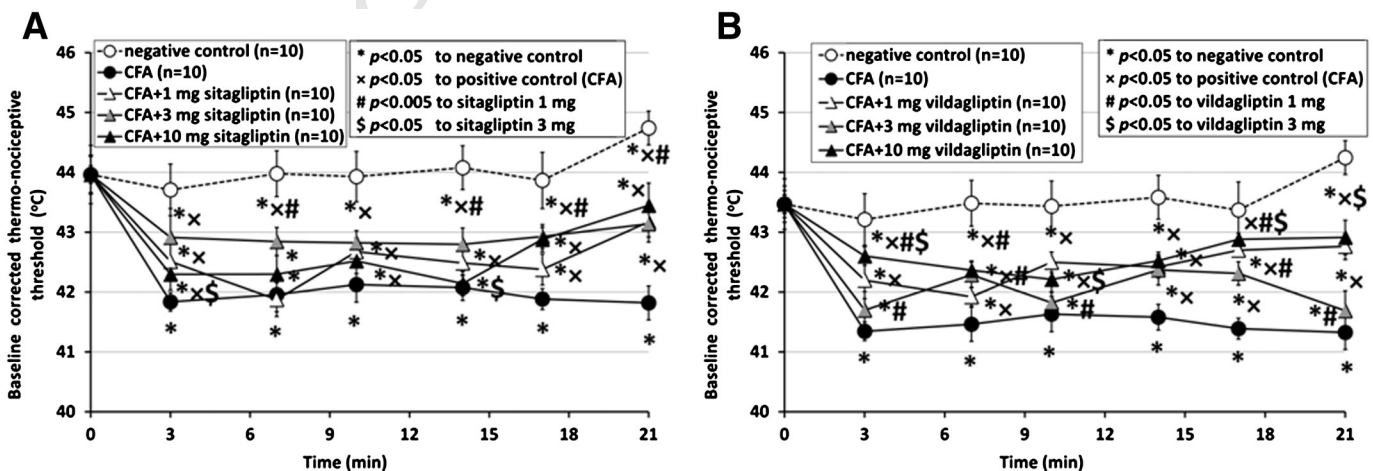 A
46
45
44
43
42
41
40
Baseline corrected thermo-nociceptive
threshold (ºC)
negative control (n=10)
CFA (n=10)
CFA+1 mg sitagliptin (n=10)
CFA+3 mg sitagliptin (n=10)
CFA+10 mg sitagliptin (n=10)
* p<0.05 to negative control
× p<0.05 to positive control (CFA)
# p<0.005 to sitagliptin 1 mg
$ p<0.05 to sitagliptin 3 mg
*×#
*×
*×
*×#
*×
*×#
*×#
*×
*×$
*
*
*×
*×
*×
*$
*×
*×
*×
*
*
*
*
*
*
0 3 6 9 12 15 18 21
Time (min)
B
46
45
44
43
42
41
40
Baseline corrected thermo-nociceptive
threshold (ºC)
negative control (n=10)
CFA (n=10)
CFA+1 mg vildagliptin (n=10)
CFA+3 mg vildagliptin (n=10)
CFA+10 mg vildagliptin (n=10)
* p<0.05 to negative control
× p<0.05 to positive control (CFA)
# p<0.05 to vildagliptin 1 mg
$ p<0.05 to vildagliptin 3 mg
*×$
*×#$
*×#
*×
*×
×#$
*×
*×#
*×$
*×
*×#
*×
*#
*×
*#
*×
*×
*#
*
*
*
*
*
*
0 3 6 9 12 15 18 21
Time (min)